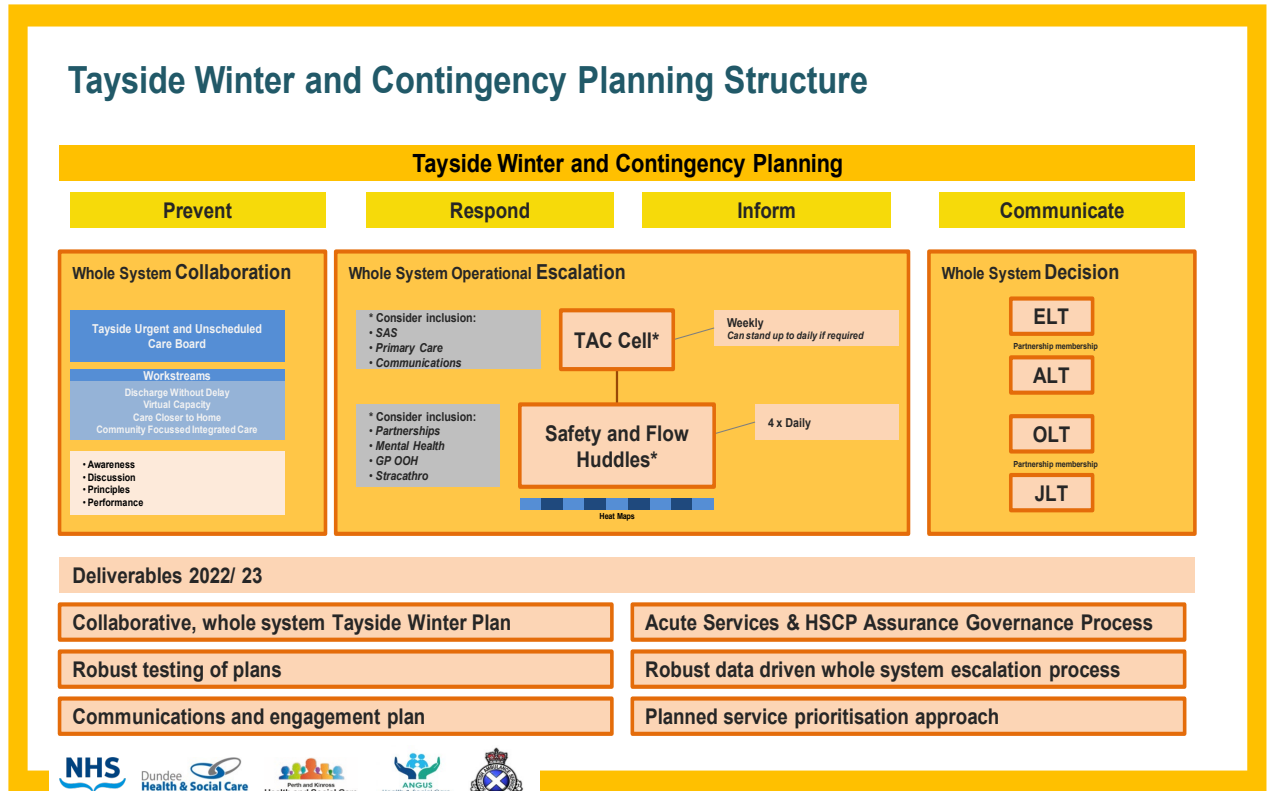 Tayside Winter and Contingency Planning Structure
Tayside Winter and Contingency Planning
Prevent
Respond
Inform
Communicate
Whole System Collaboration
Tayside Urgent and Unscheduled
Care Board
Workstreams
Discharge Without Delay
Virtual Capacity
Care Closer to Home
Community Focussed Integrated Care
• Awareness
• Discussion
• Principles
• Performance
Whole System Operational Escalation
* Consider inclusion:
• SAS
• Primary Care
• Communications
TAC Cell*
Weekly
Can stand up to daily if required
* Consider inclusion:
• Partnerships
• Mental Health
• GP OOH
• Stracathro
Safety and Flow
Huddles*
4 x Daily
Heat Maps
Whole System Decision
ELT
Partnership membership
ALT
OLT
Partnership membership
JLT
Deliverables 2022/ 23
Collaborative, whole system Tayside Winter Plan
Acute Services & HSCP Assurance Governance Process
Robust testing of plans
Robust data driven whole system escalation process
Communications and engagement plan
Planned service prioritisation approach
NHS
Dundee
Health & Social Care
Perth and Kinross
ANGUS